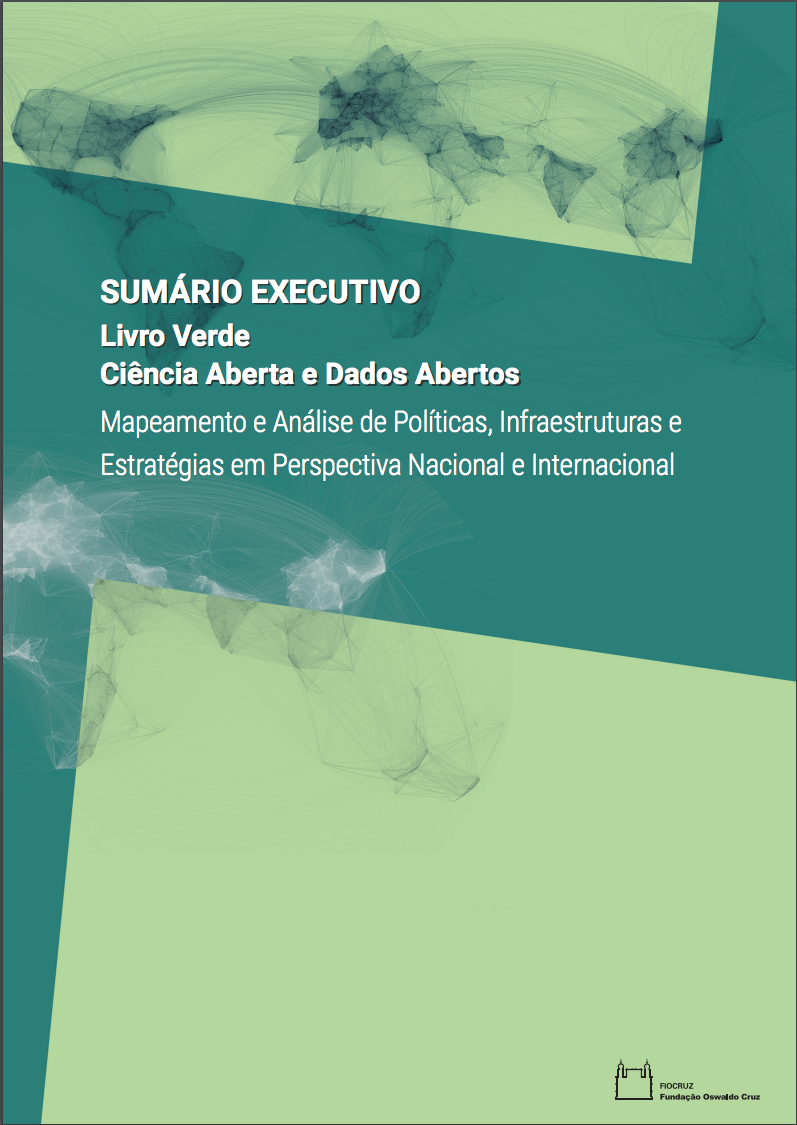 SUMÁRIO EXECUTIVO
Livro Verde
Ciência Aberta e Dados Abertos
Mapeamento e Análise de Políticas, Infraestruturas e
Estratégias em Perspectiva Nacional e Internacional
FIOCRUZ
Fundação Oswaldo Cruz